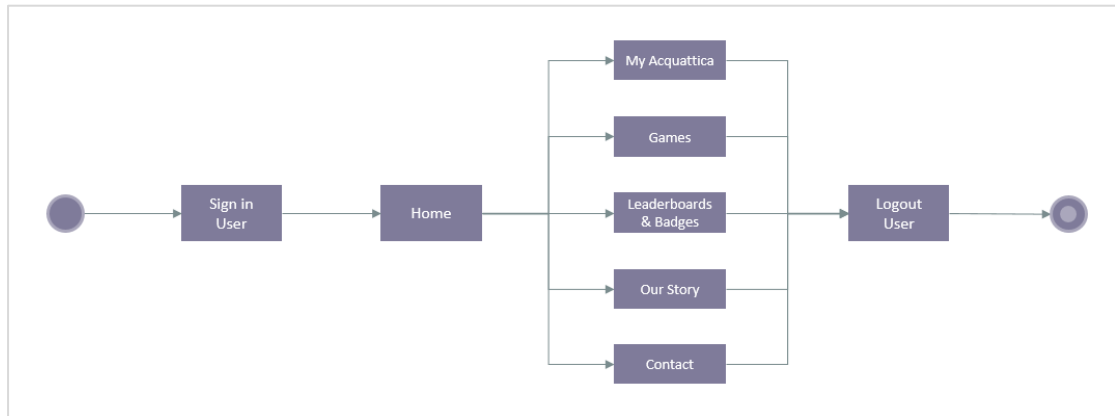 Sign in
User
Home
My Acquattica
Games
Leaderboards
& Badges
Our Story
Contact
Logout
User